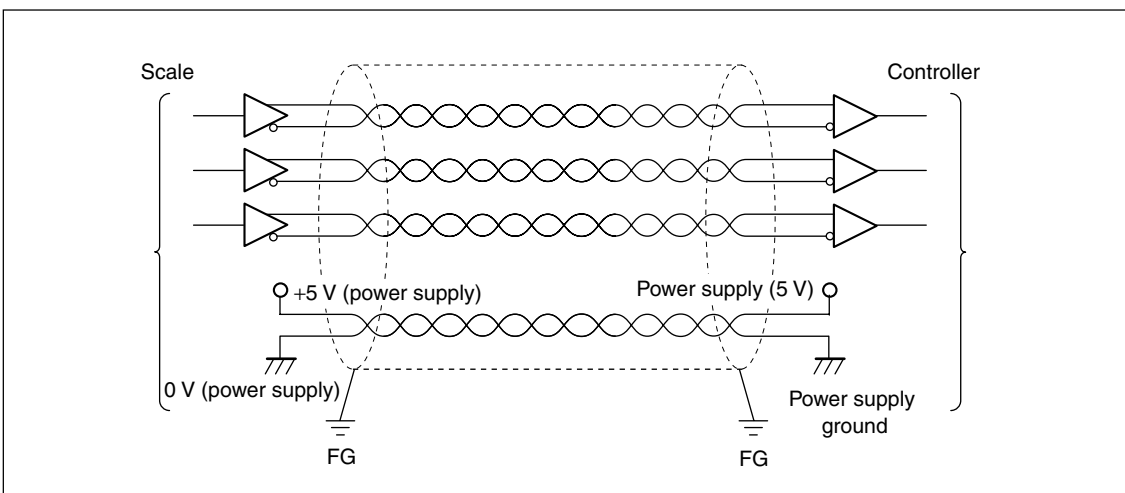 Scale
Controller
+5 V (power supply)
Power supply (5 V)
0 V (power supply)
Power supply
ground
FG
FG